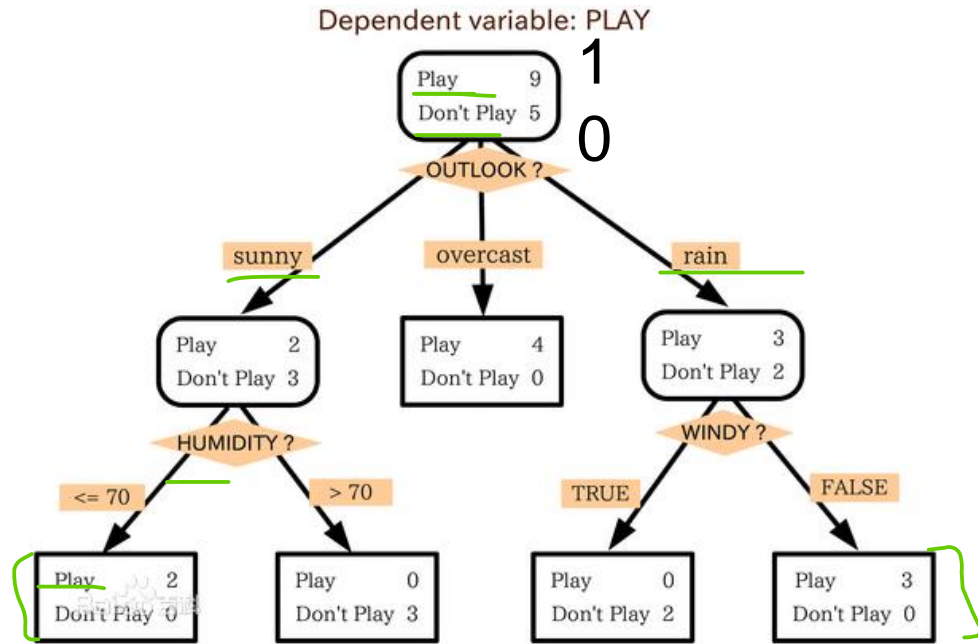 Dependent variable: PLAY
Play 9
Don't Play 5
1
0
OUTLOOK ?
sunny
overcast
rain
Play 2
Don't Play 3
Play 4
Don't Play 0
Play 3
Don't Play 2
HUMIDITY ?
WINDY ?
<= 70
> 70
TRUE
FALSE
Play 2
Don't Play 0
Play 0
Don't Play 3
Play 0
Don't Play 2
Play 3
Don't Play 0